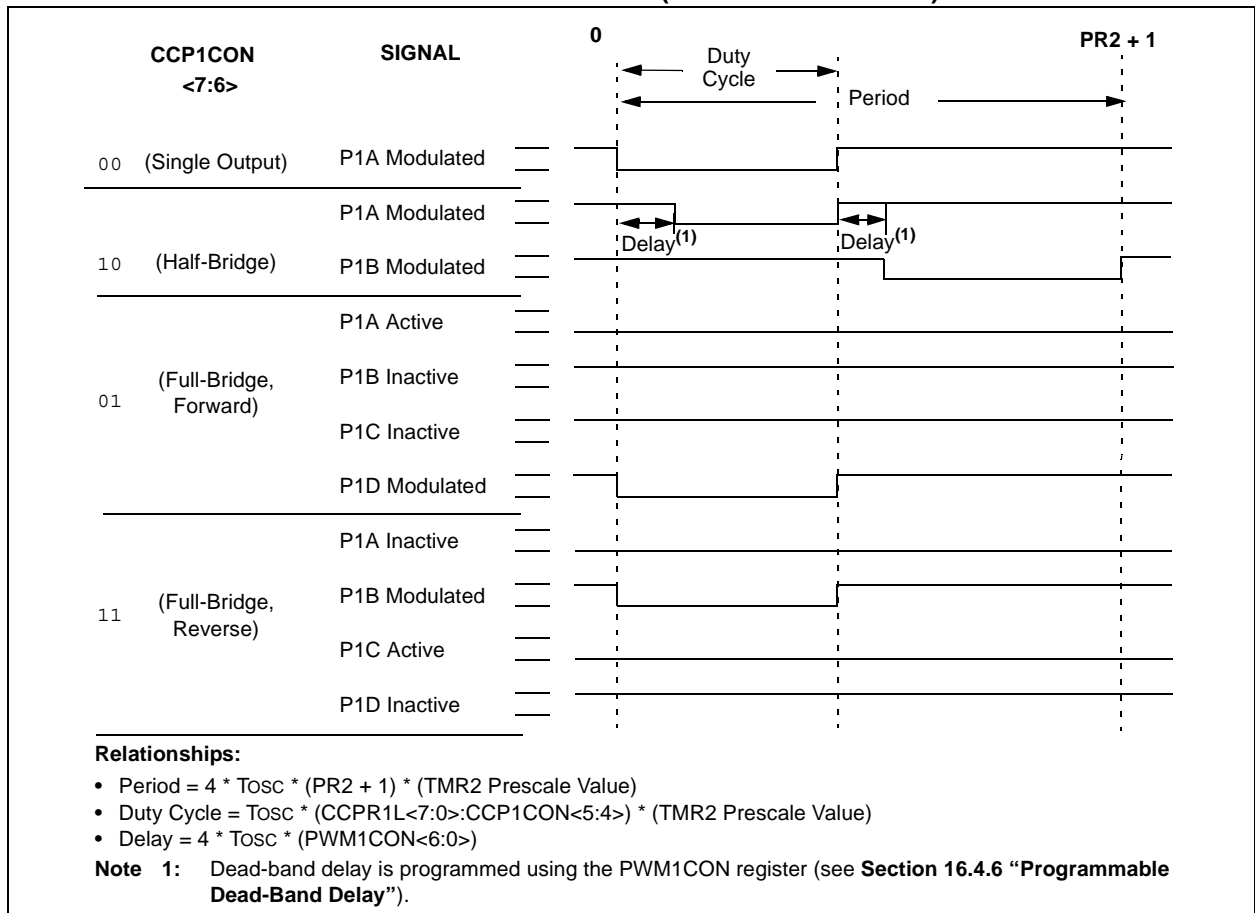 0
PR2 + 1
CCP1CON
<7:6>
SIGNAL
Duty
Cycle
Period
00 (Single Output) P1A Modulated
P1A Modulated
Delay(1) Delay(1)
10 (Half-Bridge) P1B Modulated
P1A Active
01 (Full-Bridge,
Forward)
P1B Inactive
P1C Inactive
P1D Modulated
P1A Inactive
11 (Full-Bridge,
Reverse)
P1B Modulated
P1C Active
P1D Inactive
Relationships:
• Period = 4 * TOSC * (PR2 + 1) * (TMR2 Prescale Value)
• Duty Cycle = TOSC * (CCPR1L<7:0>:CCP1CON<5:4>) * (TMR2 Prescale Value)
• Delay = 4 * TOSC * (PWM1CON<6:0>)
Note 1: Dead-band delay is programmed using the PWM1CON register (see Section 16.4.6 “Programmable
Dead-Band Delay”).